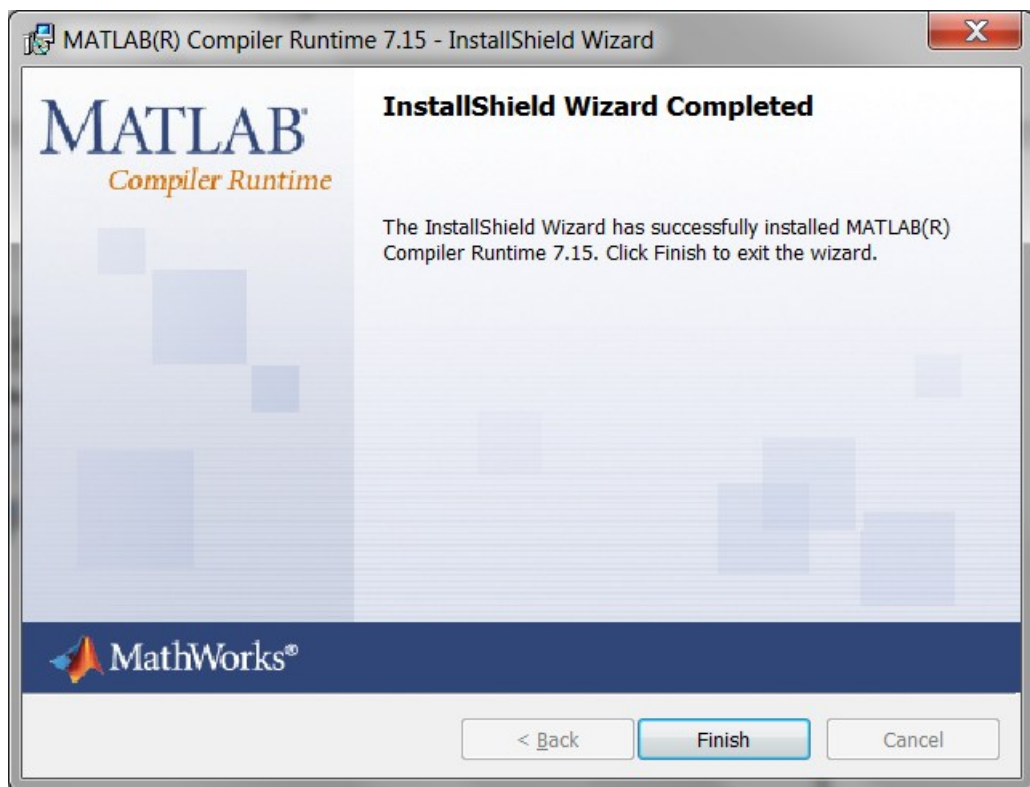 MATLAB(R) Compiler Runtime 7.15 - InstallShield Wizard
MATLAB®
Compiler Runtime
InstallShield Wizard Completed
The InstallShield Wizard has successfully installed MATLAB(R)
Compiler Runtime 7.15. Click Finish to exit the wizard.
MathWorks®
< Back
Finish
Cancel